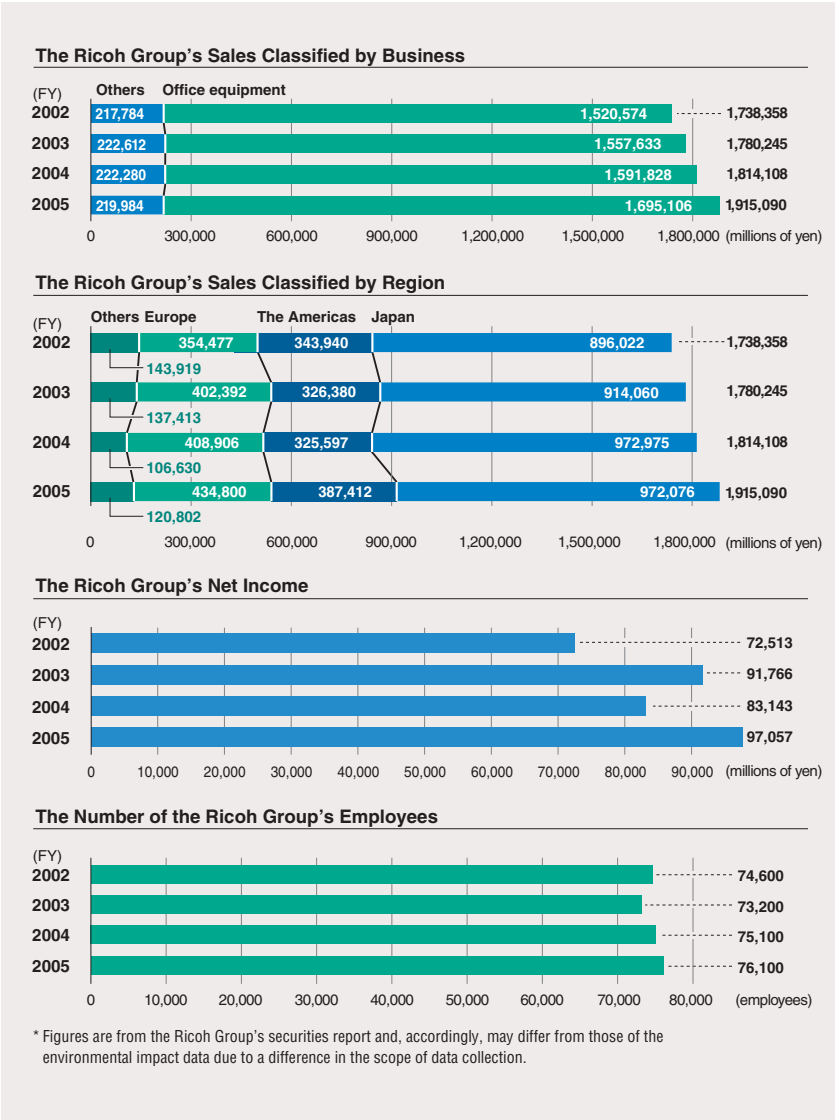 The Ricoh Group's Sales Classified by Business
(FY) Others Office equipment
2002 217,784 1,520,574 1,738,358
2003 222,612 1,557,633 1,780,245
2004 222,280 1,591,828 1,814,108
2005 219,984 1,695,106 1,915,090
0 300,000 600,000 900,000 1,200,000 1,500,000 1,800,000 (millions of yen)
The Ricoh Group's Sales Classified by Region
(FY) Others Europe The Americas Japan
2002 354,477 343,940 896,022 1,738,358
143,919
2003 402,392 326,380 914,060 1,780,245
137,413
2004 408,906 325,597 972,975 1,814,108
106,630
2005 434,800 387,412 972,076 1,915,090
120,802
0 300,000 600,000 900,000 1,200,000 1,500,000 1,800,000 (millions of yen)
The Ricoh Group's Net Income
(FY)
2002 72,513
2003 91,766
2004 83,143
2005 97,057
0 10,000 20,000 30,000 40,000 50,000 60,000 70,000 80,000 90,000 (millions of yen)
The Number of the Ricoh Group's Employees
(FY)
2002 74,600
2003 73,200
2004 75,100
2005 76,100
0 10,000 20,000 30,000 40,000 50,000 60,000 70,000 80,000 (employees)
* Figures are from the Ricoh Group's securities report and, accordingly, may differ from those of the
environmental impact data due to a difference in the scope of data collection.